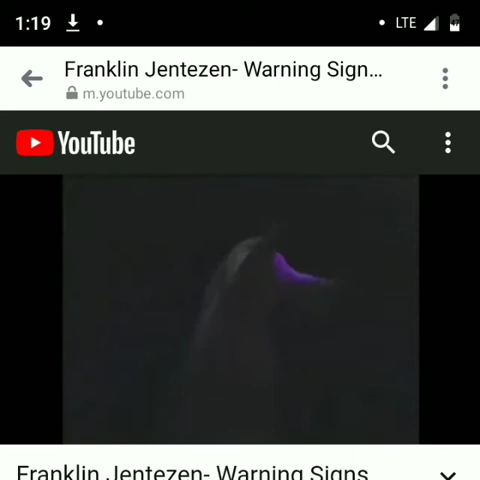 1:19 LTE
Franklin Jentezen- Warning Sign...
m.youtube.com
YouTube
Franklin Jentezen- Warning Signs